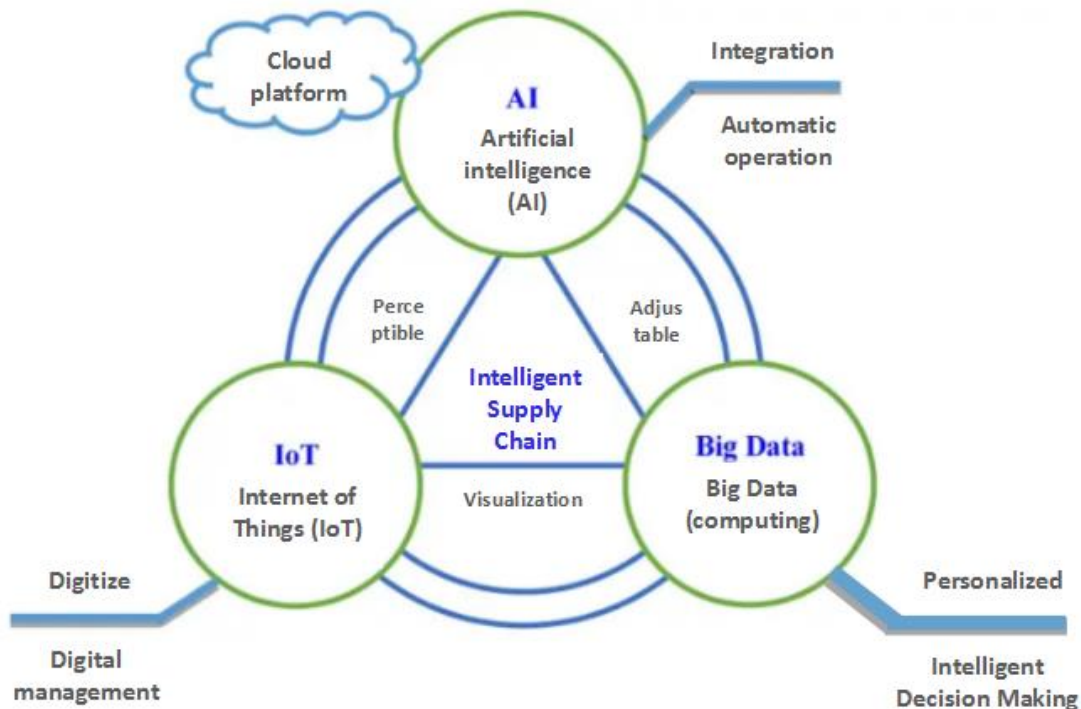 Cloud
platform
AI
Artificial
intelligence
(AI)
Integration
Automatic
operation
Perce
ptible
Adjus
table
Intelligent
Supply
Chain
IoT
Internet of
Things (IoT)
Visualization
Big Data
Big Data
(computing)
Digitize
Digital
management
Personalized
Intelligent
Decision Making